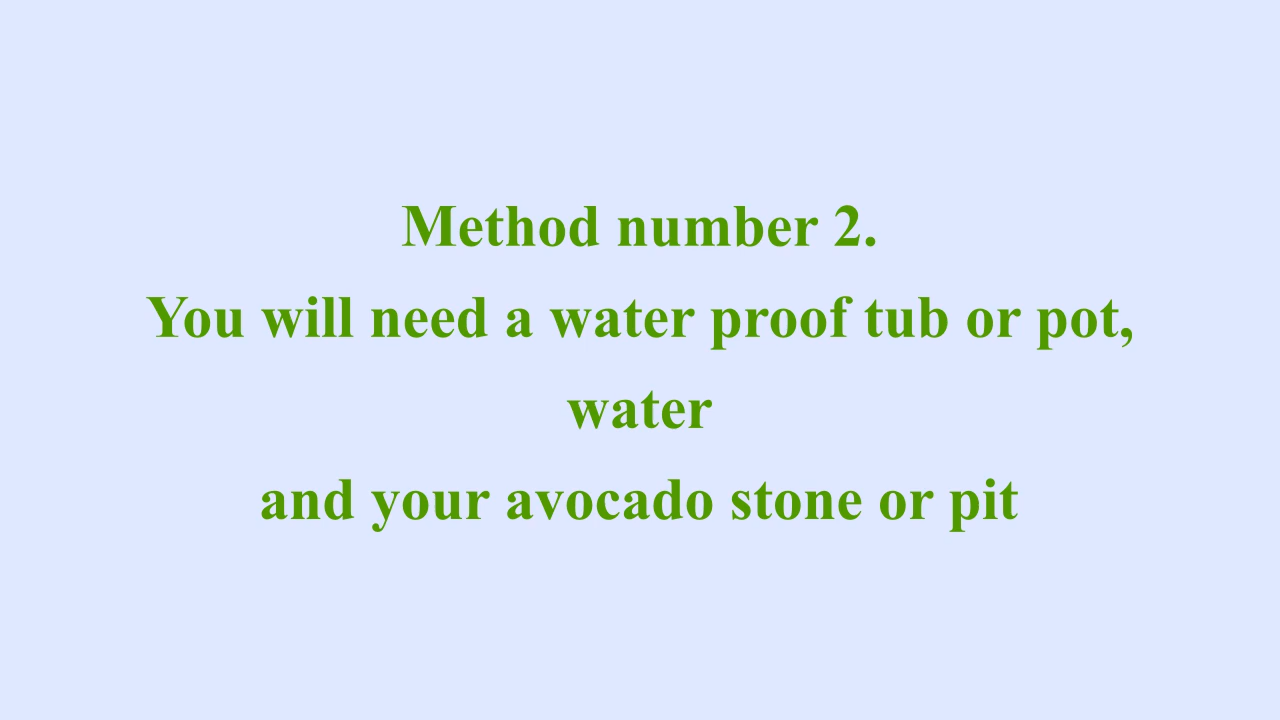 Method number 2.
You will need a water proof tub or pot,
water
and your avocado stone or pit